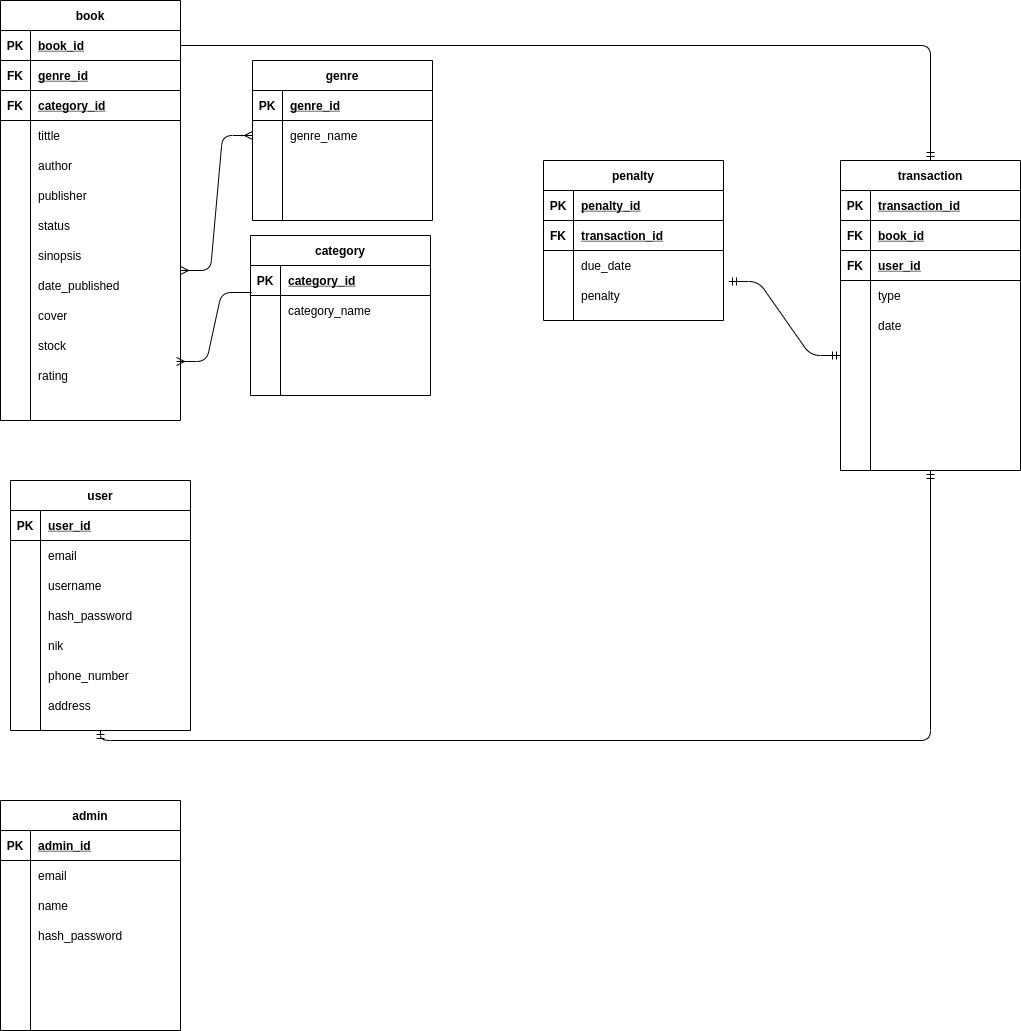 book
PK book_id
FK genre_id
FK category_id
tittle
author
publisher
status
sinopsis
date_published
cover
stock
rating
genre
PK genre_id
genre_name
category
PK category_id
category_name
penalty
PK penalty_id
FK transaction_id
due_date
penalty
transaction
PK transaction_id
FK book_id
FK user_id
type
date
user
PK user_id
email
username
hash_password
nik
phone_number
address
admin
PK admin_id
email
name
hash_password